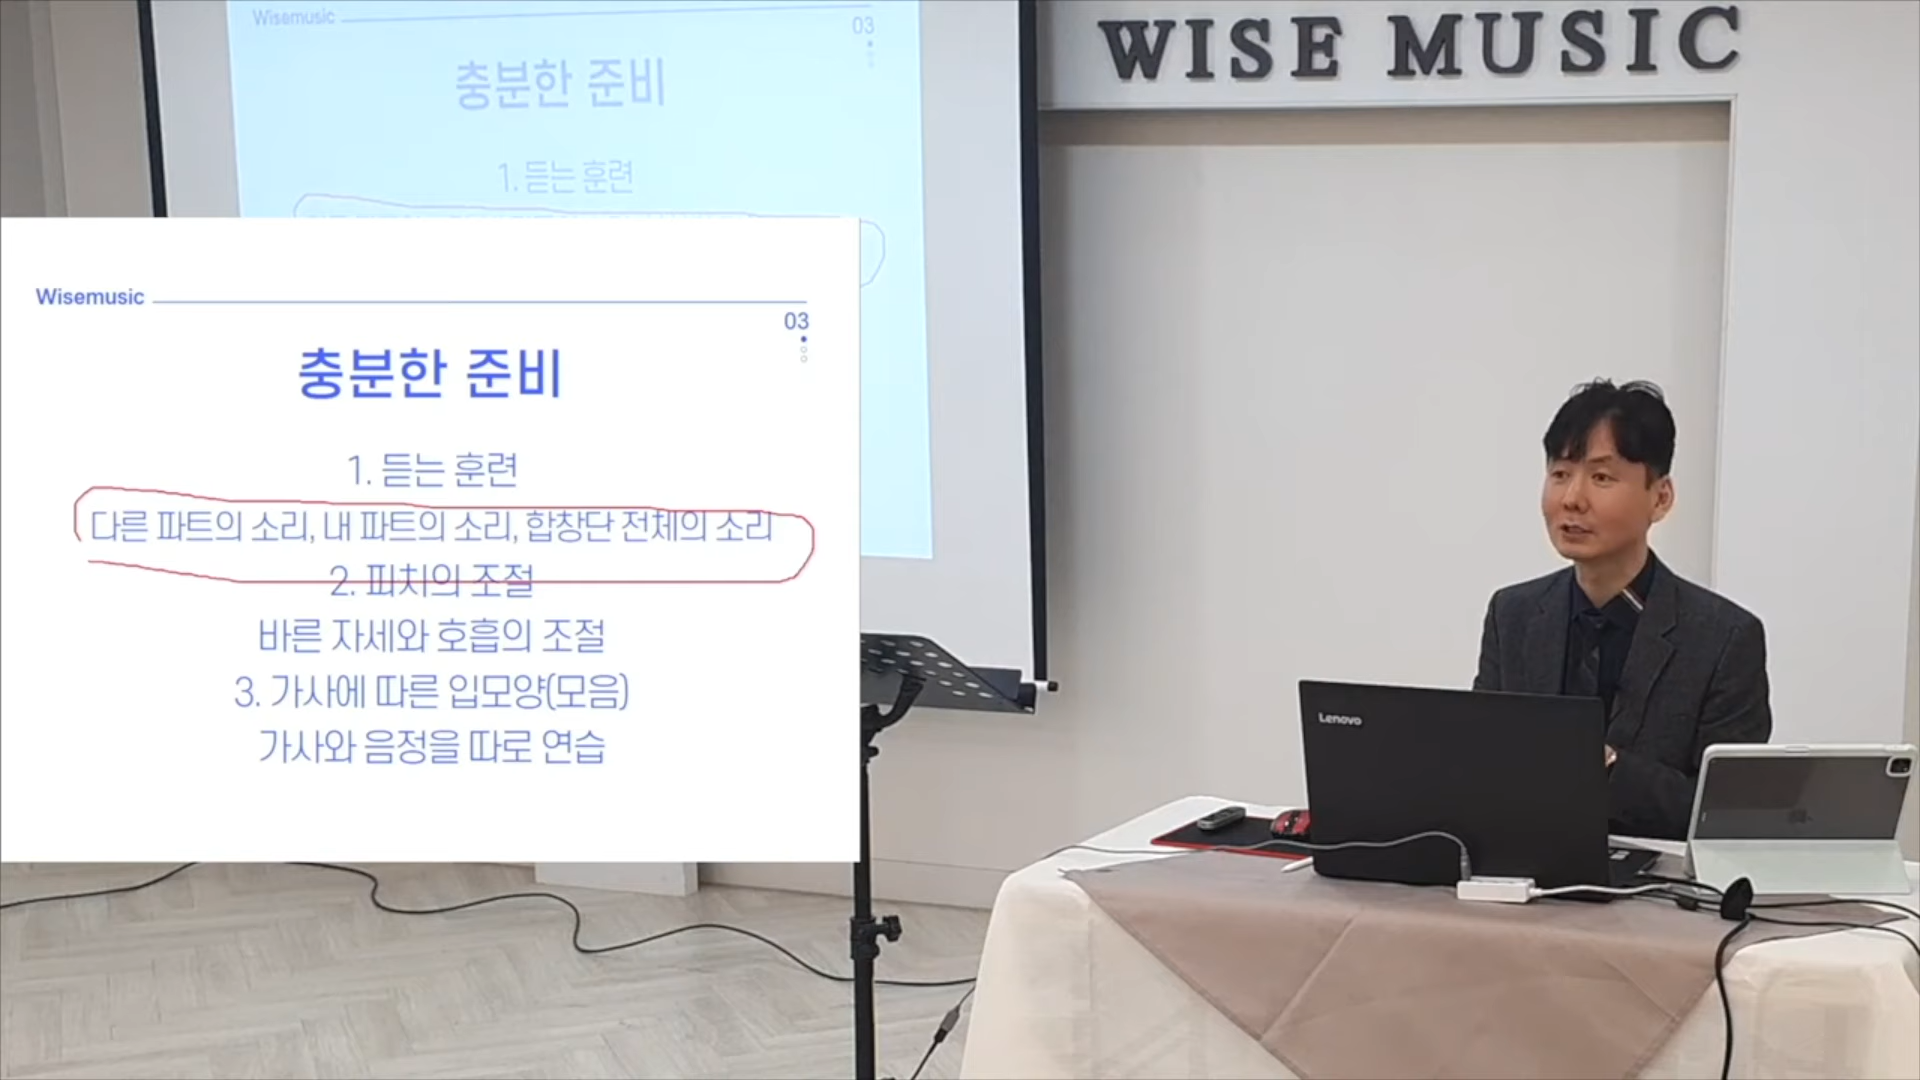 Wisemusic
03
충분한 준비
1. 듣는 훈련
WISE MUSIC
Wisemusic
03
충분한 준비
1. 듣는 훈련
다른 파트의 소리, 내 파트의 소리, 합창단 전체의 소리
2. 피치의 조절
바른 자세와 호흡의 조절
3. 가사에 따른 입모양(모음)
가사와 음정을 따로 연습
Lenovo